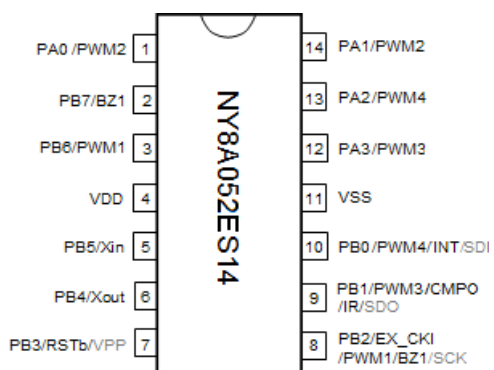 PA0 /PWM2 1
PB7/BZ1 2
PB6/PWM1 3
VDD 4
PB5/Xin 5
PB4/Xout 6
PB3/RSTb/VPP 7
NY8A052ES14
14 PA1/PWM2
13 PA2/PWM4
12 PA3/PWM3
11 VSS
10 PB0/PWM4/INT/SDI
9 PB1/PWM3/CMPO
/IR/SDO
8 PB2/EX_CKI
/PWM1/BZ1/SCK